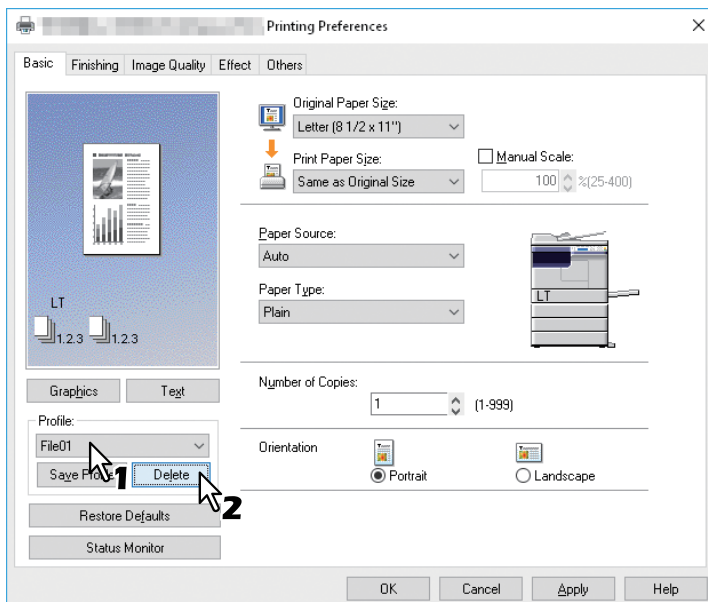 Printing Preferences
Basic Finishing Image Quality Effect Others
LT
1.2.3 1.2.3
Graphics Text
Profile:
File01
1
Save Profile Delete
2
Restore Defaults
Status Monitor
Original Paper Size:
Letter (8 1/2 x 11")
Print Paper Size:
Same as Original Size
Manual Scale:
100 %(25-400)
Paper Source:
Auto
Paper Type:
Plain
LT
Number of Copies:
1 (1-999)
Orientation
Portrait Landscape
OK Cancel Apply Help